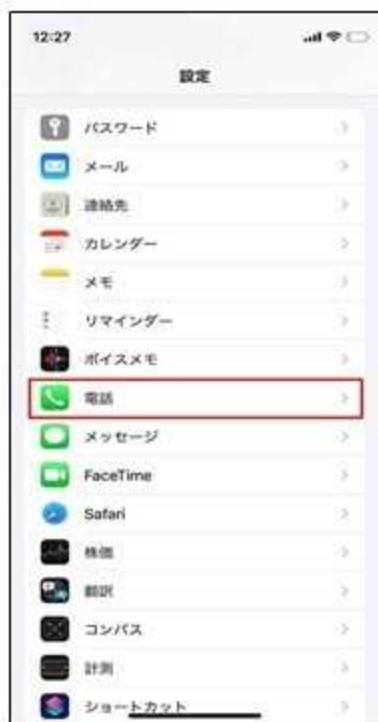 12:27
設定
パスワード
メール
連絡先
カレンダー
メモ
リマインダー
ボイスメモ
電話
メッセージ
FaceTime
Safari
株価
翻訳
コンパス
計測
ショートカット